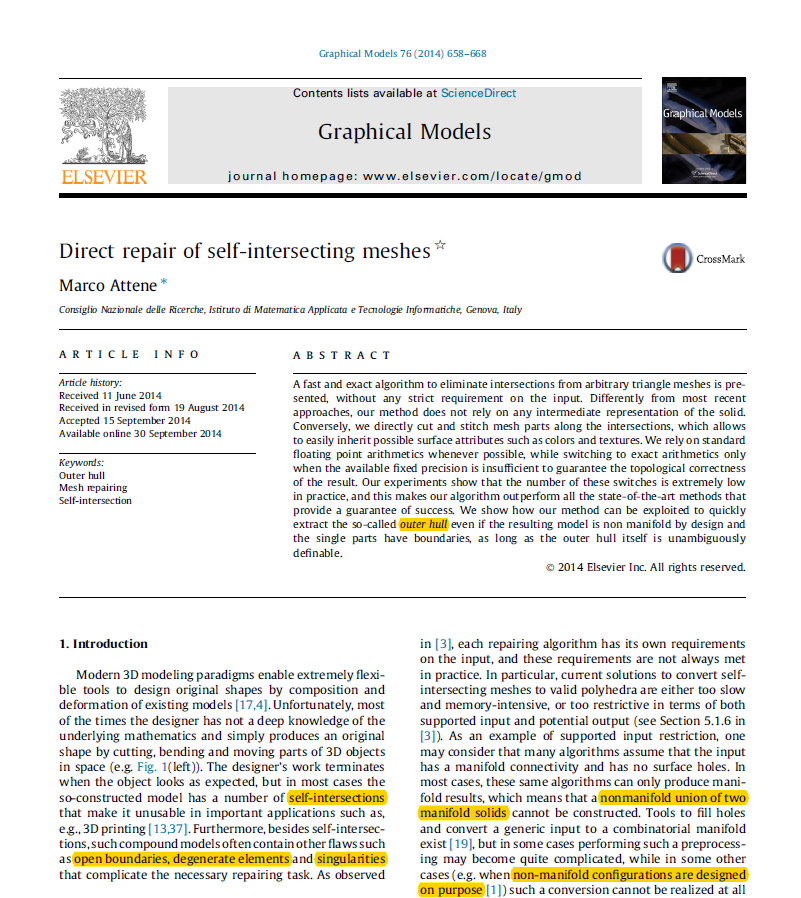 Graphical Models 76 (2014) 658–668
Contents lists available at ScienceDirect
Graphical Models
journal homepage: www.elsevier.com/locate/gmod
ELSEVIER
Graphical Models
Direct repair of self-intersecting meshes ☆
CrossMark
Marco Attene *
Consiglio Nazionale delle Ricerche, Istituto di Matematica Applicata e Tecnologie Informatiche, Genova, Italy
ARTICLE INFO
Article history:
Received 11 June 2014
Received in revised form 19 August 2014
Accepted 15 September 2014
Available online 30 September 2014
Keywords:
Outer hull
Mesh repairing
Self-intersection
ABSTRACT
A fast and exact algorithm to eliminate intersections from arbitrary triangle meshes is pre-
sented, without any strict requirement on the input. Differently from most recent
approaches, our method does not rely on any intermediate representation of the solid.
Conversely, we directly cut and stitch mesh parts along the intersections, which allows
to easily inherit possible surface attributes such as colors and textures. We rely on standard
floating point arithmetics whenever possible, while switching to exact arithmetics only
when the available fixed precision is insufficient to guarantee the topological correctness
of the result. Our experiments show that the number of these switches is extremely low
in practice, and this makes our algorithm outperform all the state-of-the-art methods that
provide a guarantee of success. We show how our method can be exploited to quickly
extract the so-called outer hull even if the resulting model is non manifold by design and
the single parts have boundaries, as long as the outer hull itself is unambiguously
definable.
© 2014 Elsevier Inc. All rights reserved.
1. Introduction
Modern 3D modeling paradigms enable extremely flexi-
ble tools to design original shapes by composition and
deformation of existing models [17,4]. Unfortunately, most
of the times the designer has not a deep knowledge of the
underlying mathematics and simply produces an original
shape by cutting, bending and moving parts of 3D objects
in space (e.g. Fig. 1(left)). The designer's work terminates
when the object looks as expected, but in most cases the
so-constructed model has a number of self-intersections
that make it unusable in important applications such as,
e.g., 3D printing [13,37]. Furthermore, besides self-intersec-
tions, such compound models often contain other flaws such
as open boundaries, degenerate elements and singularities
that complicate the necessary repairing task. As observed
in [3], each repairing algorithm has its own requirements
on the input, and these requirements are not always met
in practice. In particular, current solutions to convert self-
intersecting meshes to valid polyhedra are either too slow
and memory-intensive, or too restrictive in terms of both
supported input and potential output (see Section 5.1.6 in
[3]). As an example of supported input restriction, one
may consider that many algorithms assume that the input
has a manifold connectivity and has no surface holes. In
most cases, these same algorithms can only produce mani-
fold results, which means that a nonmanifold union of two
manifold solids cannot be constructed. Tools to fill holes
and convert a generic input to a combinatorial manifold
exist [19], but in some cases performing such a preprocess-
ing may become quite complicated, while in some other
cases (e.g. when non-manifold configurations are designed
on purpose [1]) such a conversion cannot be realized at all